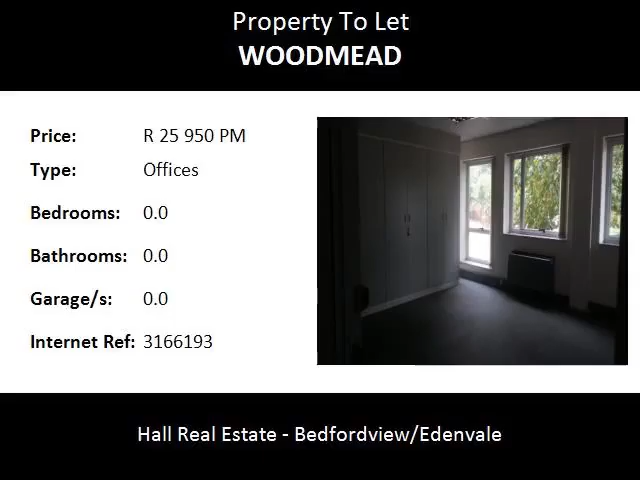 Property To Let
WOODMEAD
Price: R 25 950 PM
Type: Offices
Bedrooms: 0.0
Bathrooms: 0.0
Garage/s: 0.0
Internet Ref: 3166193
Hall Real Estate - Bedfordview/Edenvale